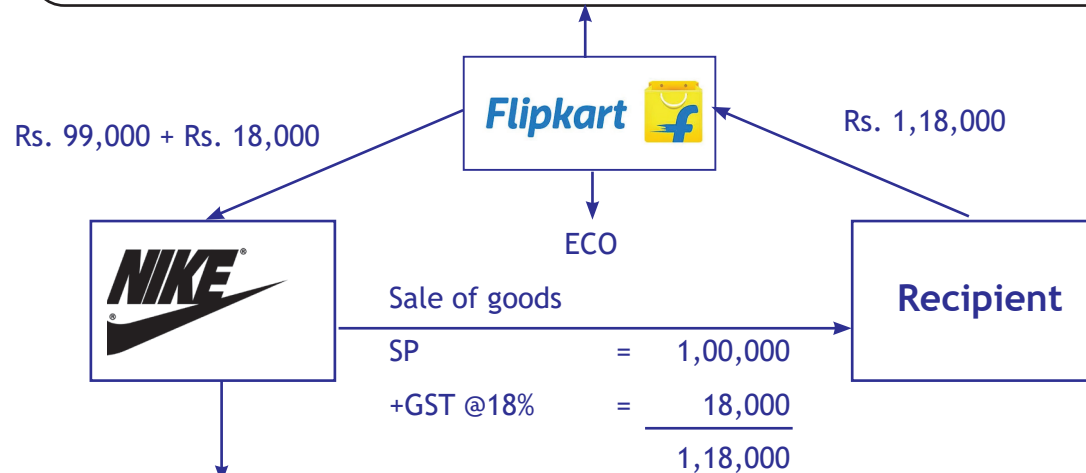 Flipkart
Rs. 99,000 + Rs. 18,000
Rs. 1,18,000
ECO
NIKE
Sale of goods
Recipient
SP = 1,00,000
+GST @18% = 18,000
1,18,000